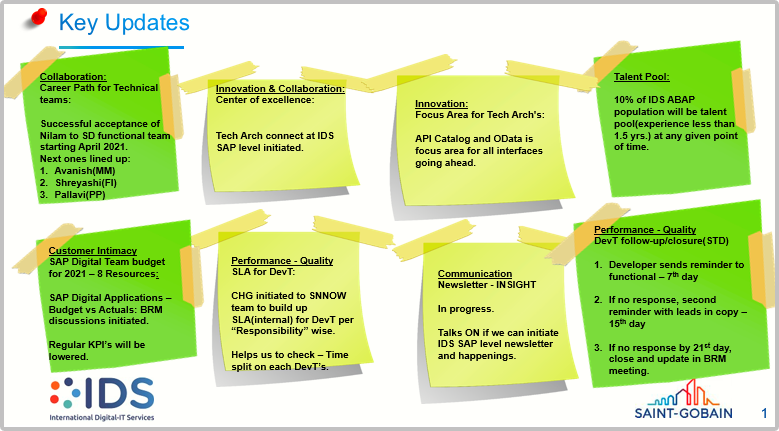 Key Updates
Collaboration:
Career Path for Technical
teams:
Successful acceptance of
Nilam to SD functional team
starting April 2021.
Next ones lined up:
1. Avanish(MM)
2. Shreyashi(FI)
3. Pallavi(PP)
Innovation & Collaboration:
Center of excellence:
Tech Arch connect at IDS
SAP level initiated.
Innovation:
Focus Area for Tech Arch's:
API Catalog and OData is
focus area for all interfaces
going ahead.
Talent Pool:
10% of IDS ABAP
population will be talent
pool(experience less than
1.5 yrs.) at any given point
of time.
Customer Intimacy
SAP Digital Team budget
for 2021 – 8 Resources:
SAP Digital Applications –
Budget vs Actuals: BRM
discussions initiated.
Regular KPI's will be
lowered.
Performance - Quality
SLA for DevT:
CHG initiated to SNNOW
team to build up
SLA(internal) for DevT per
“Responsibility” wise.
Helps us to check – Time
split on each DevT's.
Communication
Newsletter - INSIGHT
In progress.
Talks ON if we can initiate
IDS SAP level newsletter
and happenings.
Performance - Quality
DevT follow-up/closure(STD)
1. Developer sends reminder to
functional – 7th day
2. If no response, second
reminder with leads in copy –
15th day
3. If no response by 21st day,
close and update in BRM
meeting.
IDS
International Digital-IT Services
SAINT-GOBAIN
1